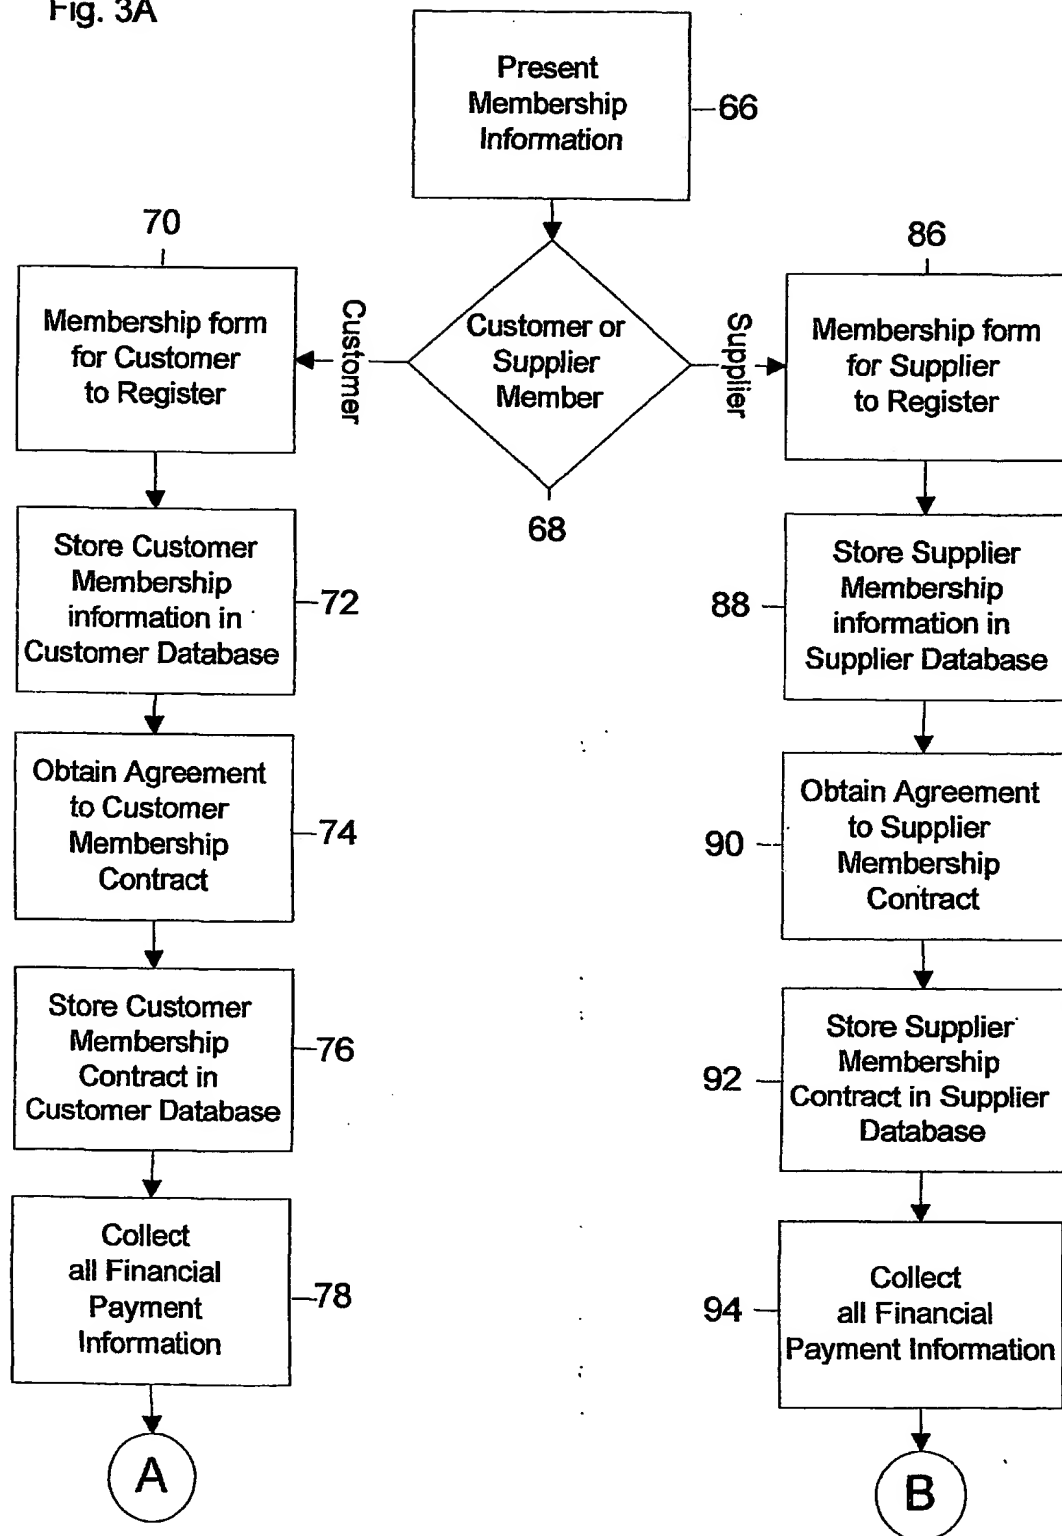 Fig. 3A
Present
Membership
Information
66
Customer or
Supplier
Member
68
Customer
Supplier
70
Membership form
for Customer
to Register
Store Customer
Membership
information in
Customer Database
72
Obtain Agreement
to Customer
Membership
Contract
74
Store Customer
Membership
Contract in
Customer Database
76
Collect
all Financial
Payment
Information
78
A
86
Membership form
for Supplier
to Register
Store Supplier
Membership
information in
Supplier Database
88
Obtain Agreement
to Supplier
Membership
Contract
90
Store Supplier
Membership
Contract in Supplier
Database
92
Collect
all Financial
Payment Information
94
B